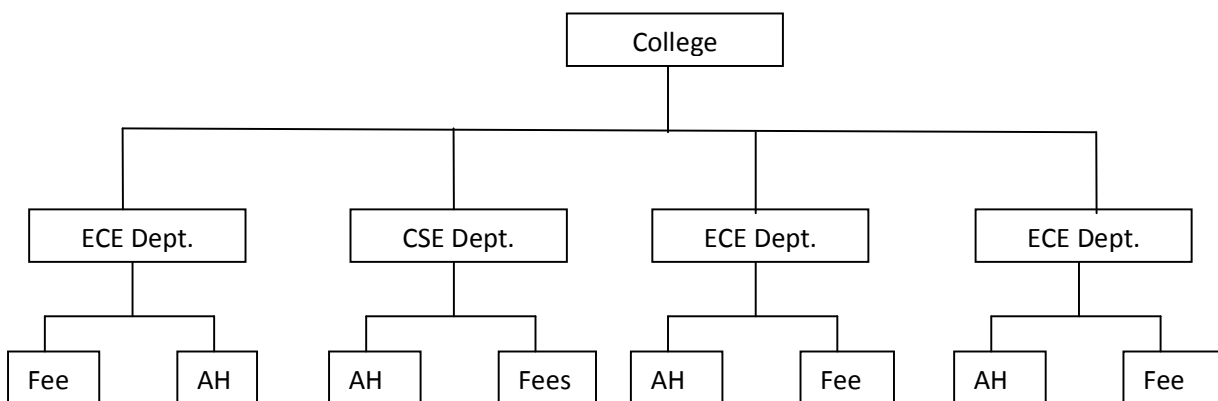 College
ECE Dept.
CSE Dept.
ECE Dept.
ECE Dept.
Fee
AH
AH
Fees
AH
Fee
AH
Fee